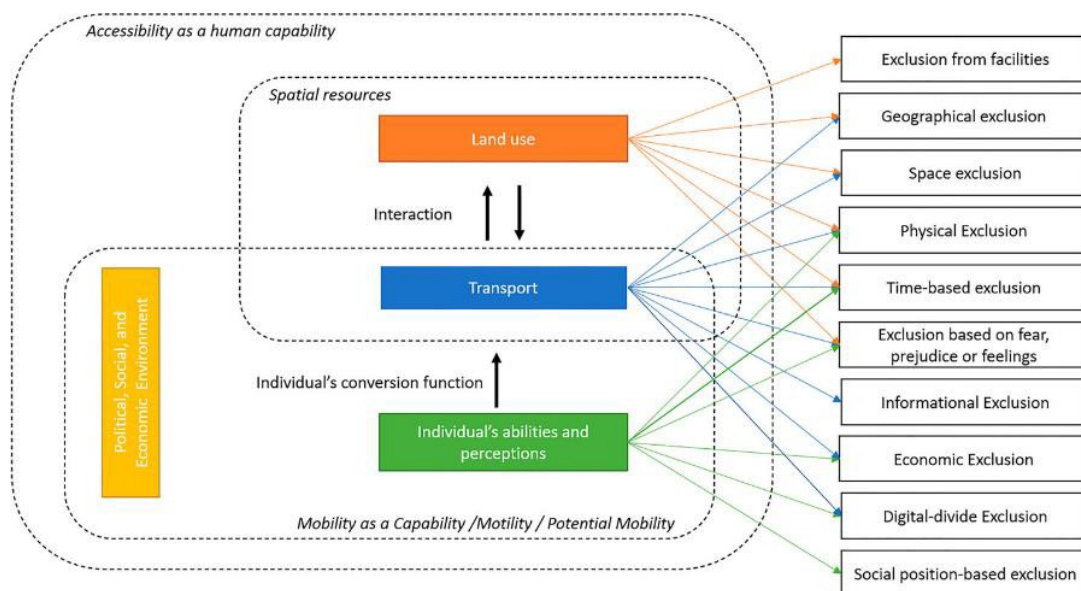 Accessibility as a human capability
Spatial resources
Land use
Interaction
Transport
Political, Social, and
Economic Environment
Individual's conversion function
Individual's abilities and
perceptions
Mobility as a Capability /Motility / Potential Mobility
Exclusion from facilities
Geographical exclusion
Space exclusion
Physical Exclusion
Time-based exclusion
Exclusion based on fear,
prejudice or feelings
Informational Exclusion
Economic Exclusion
Digital-divide Exclusion
Social position-based exclusion